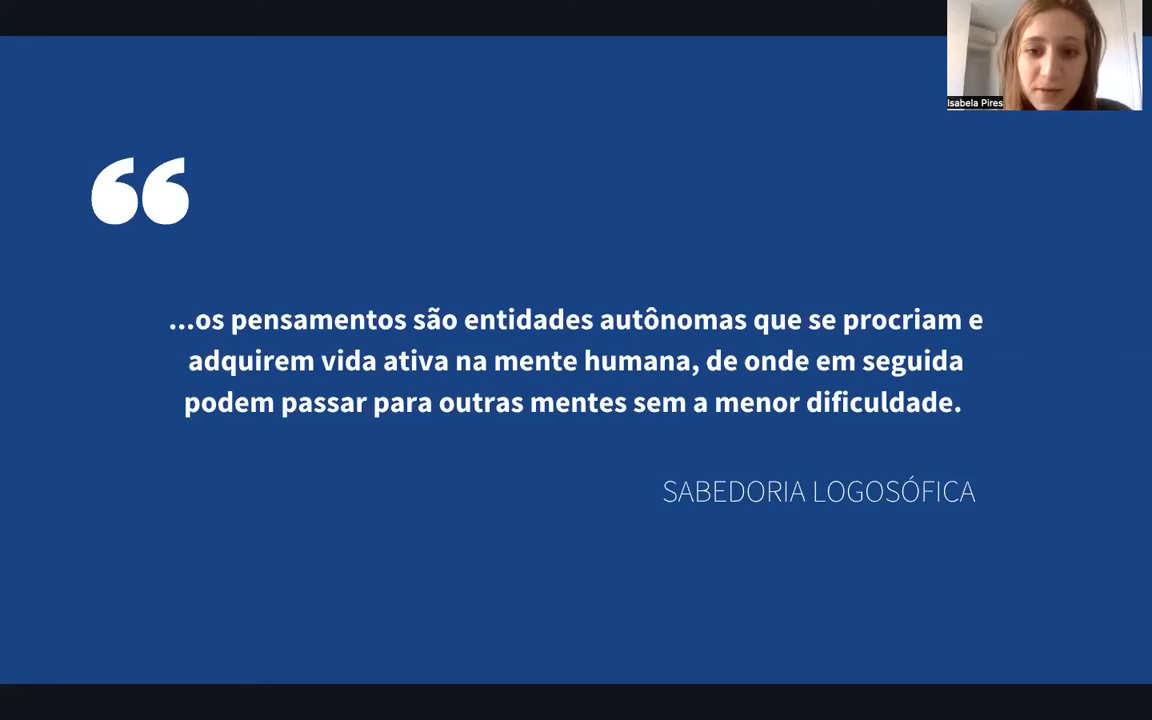 Isabela Pires
“
...os pensamentos são entidades autônomas que se procriam e
adquirem vida ativa na mente humana, de onde em seguida
podem passar para outras mentes sem a menor dificuldade.
SABEDORIA LOGOSÓFICA